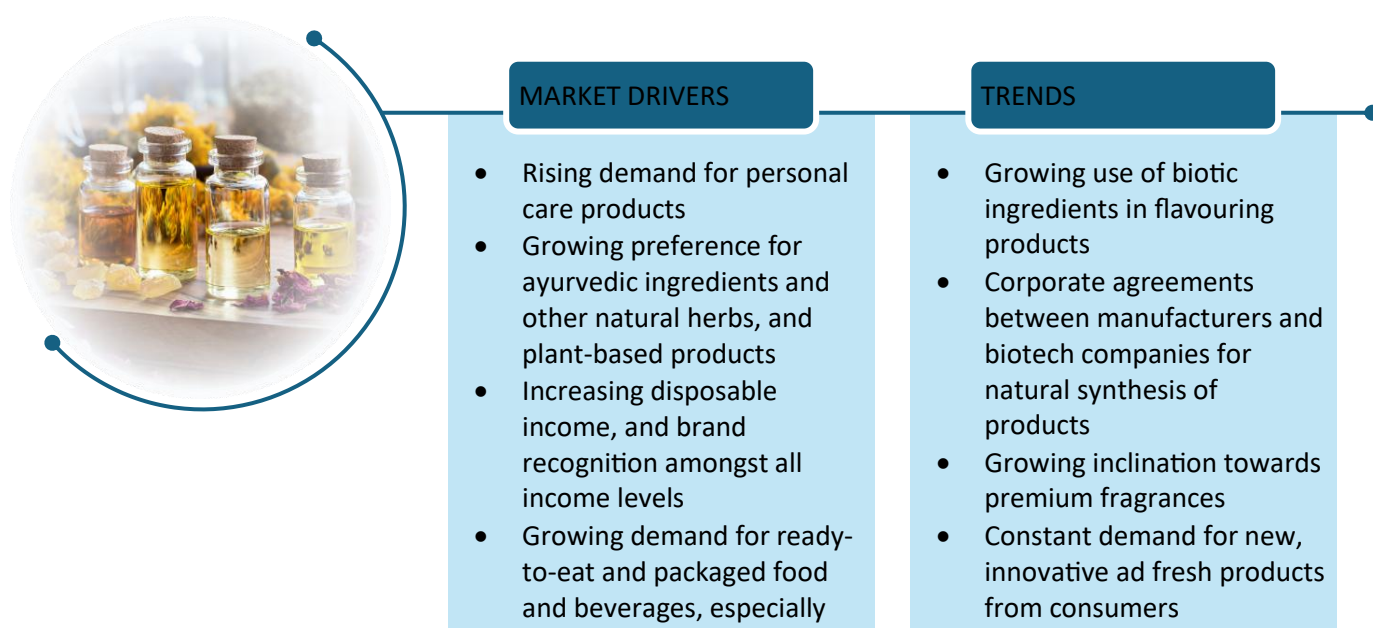 MARKET DRIVERS
• Rising demand for personal
care products
• Growing preference for
ayurvedic ingredients and
other natural herbs, and
plant-based products
• Increasing disposable
income, and brand
recognition amongst all
income levels
• Growing demand for ready-
to-eat and packaged food
and beverages, especially
TRENDS
• Growing use of biotic
ingredients in flavouring
products
• Corporate agreements
between manufacturers and
biotech companies for
natural synthesis of
products
• Growing inclination towards
premium fragrances
• Constant demand for new,
innovative ad fresh products
from consumers